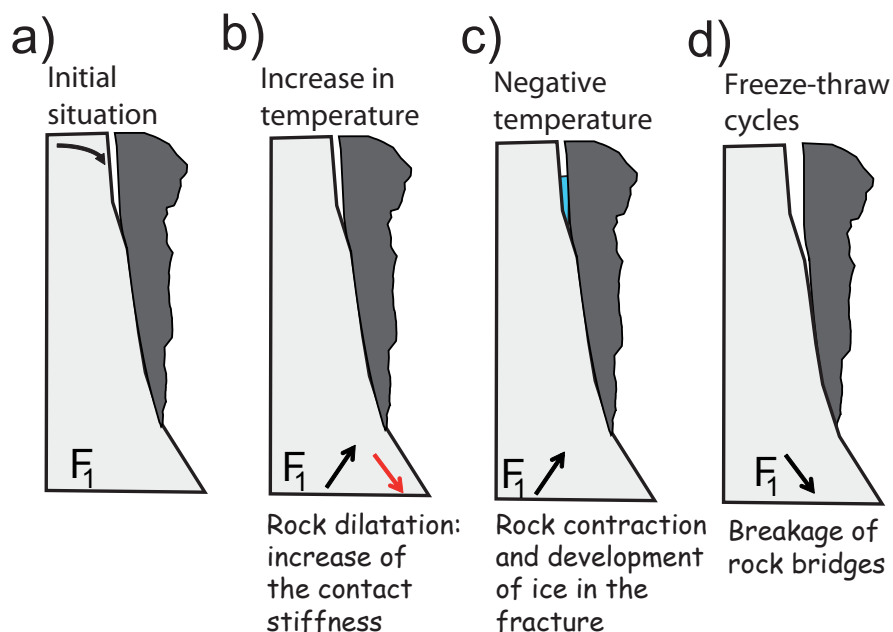 a)
Initial
situation
F1
b)
Increase in
temperature
F1
Rock dilatation:
increase of
the contact
stiffness
c)
Negative
temperature
F1
Rock contraction
and development
of ice in the
fracture
d)
Freeze-thraw
cycles
F1
Breakage of
rock bridges